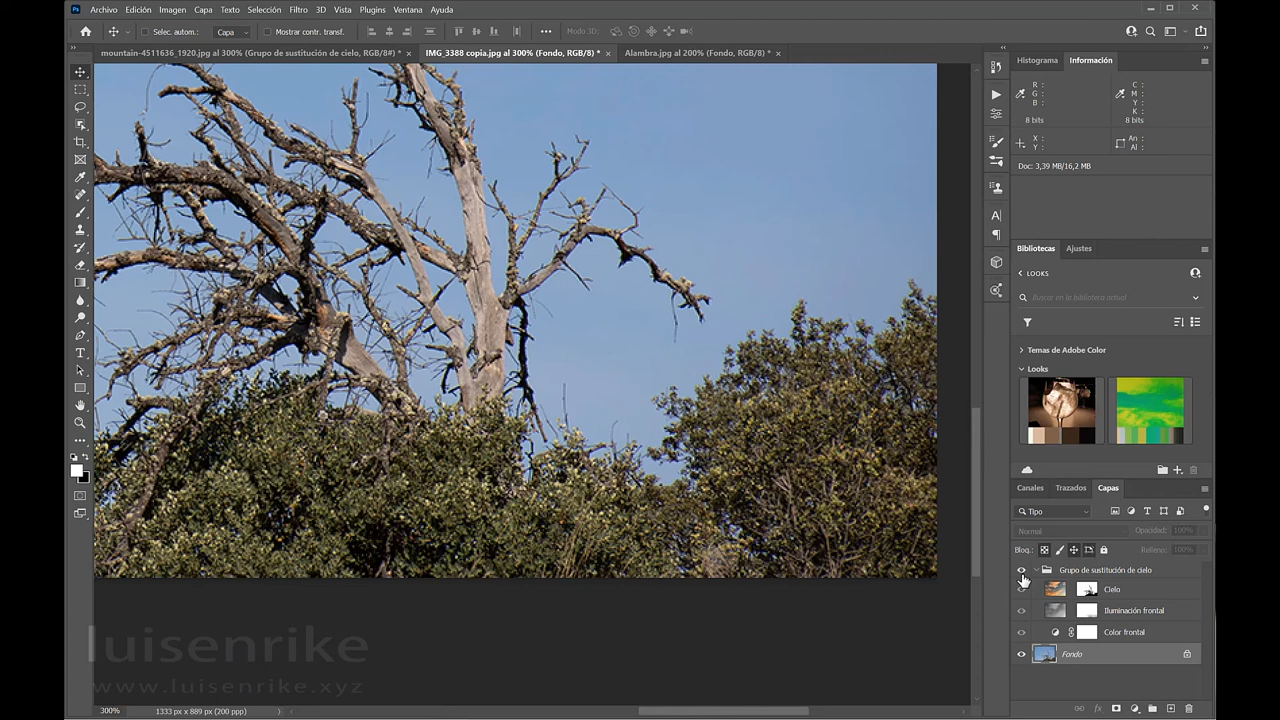 Ps Archivo Edición Imagen Capa Texto Selección Filtro 3D Vista Plugins Ventana Ayuda
Selec. autom.: Capa Mostrar contr. transf. Modo 3D:
mountain-4511636_1920.jpg al 300% (Grupo de sustitución de cielo, RGB/8#) * × IMG_3388 copia.jpg al 300% (Fondo, RGB/8) * × Alambra.jpg al 200% (Fondo, RGB/8) * ×
Histograma Información
R : C :
G : M :
B : Y :
K :
8 bits 8 bits
X : An :
Y : Al :
Doc: 3,39 MB/16,2 MB
Bibliotecas Ajustes
LOOKS
Buscar en la biblioteca actual
Temas de Adobe Color
Looks
Canales Trazados Capas
Tipo
Normal Opacidad: 100%
Bloq.: Relleno: 100%
Grupo de sustitución de cielo
Cielo
Iluminación frontal
Color frontal
Fondo
luisenrike
www.luisenrike.xyz
300% 1333 px x 889 px (200 ppp)